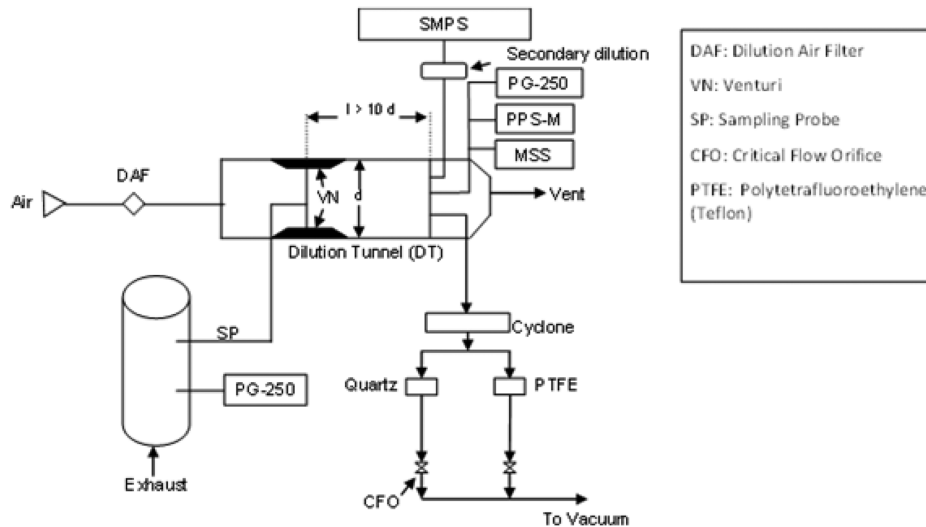 SMPS
Secondary dilution
PG-250
PPS-M
MSS
l > 10 d
DAF
Air
VN
d
Vent
Dilution Tunnel (DT)
SP
PG-250
Exhaust
Cyclone
Quartz
PTFE
CFO
To Vacuum
DAF: Dilution Air Filter
VN: Venturi
SP: Sampling Probe
CFO: Critical Flow Orifice
PTFE: Polytetrafluoroethylene
(Teflon)